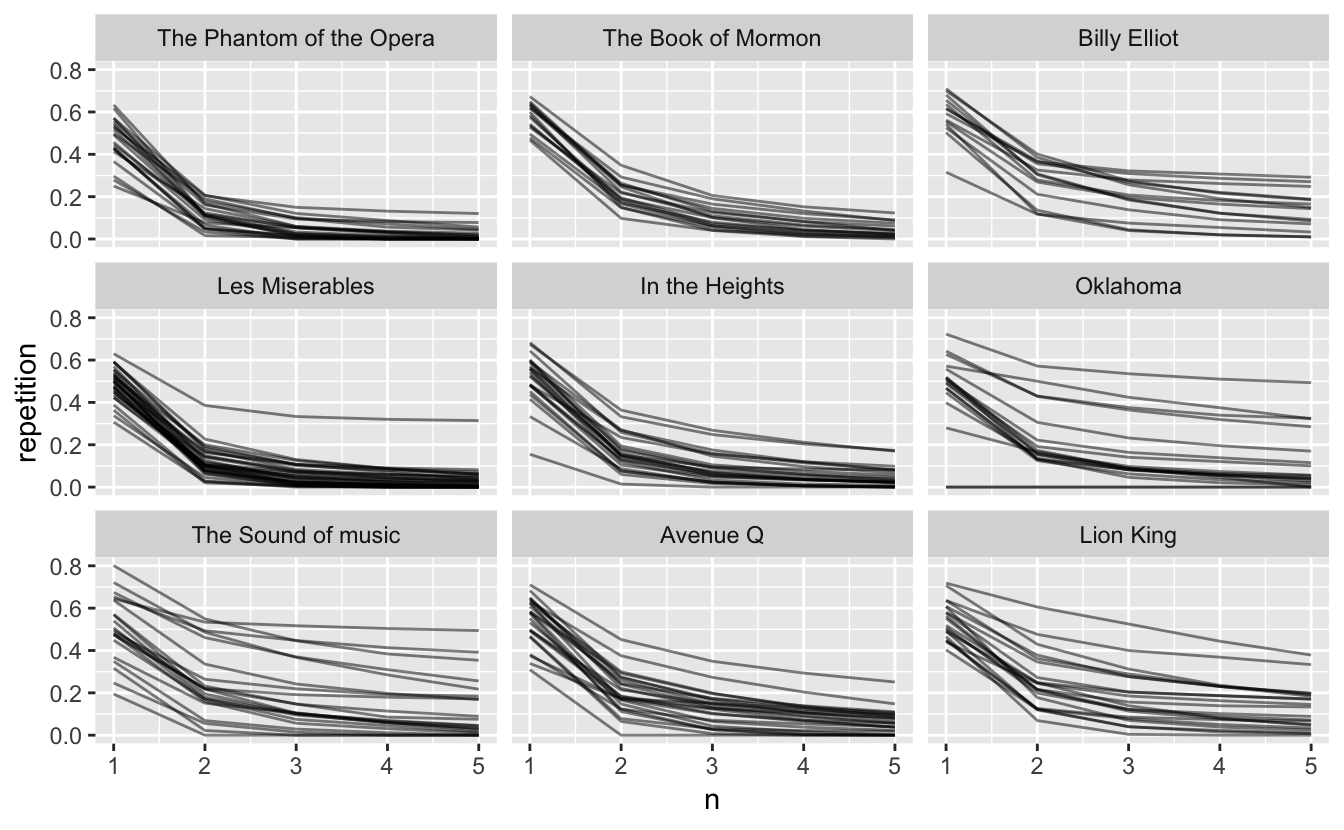 The Phantom of the Opera
The Book of Mormon
Billy Elliot
0.8
0.6
0.4
0.2
0.0
Les Miserables
In the Heights
Oklahoma
0.8
0.6
0.4
0.2
0.0
repetition
The Sound of music
Avenue Q
Lion King
0.8
0.6
0.4
0.2
0.0
1 2 3 4 5
1 2 3 4 5
1 2 3 4 5
n